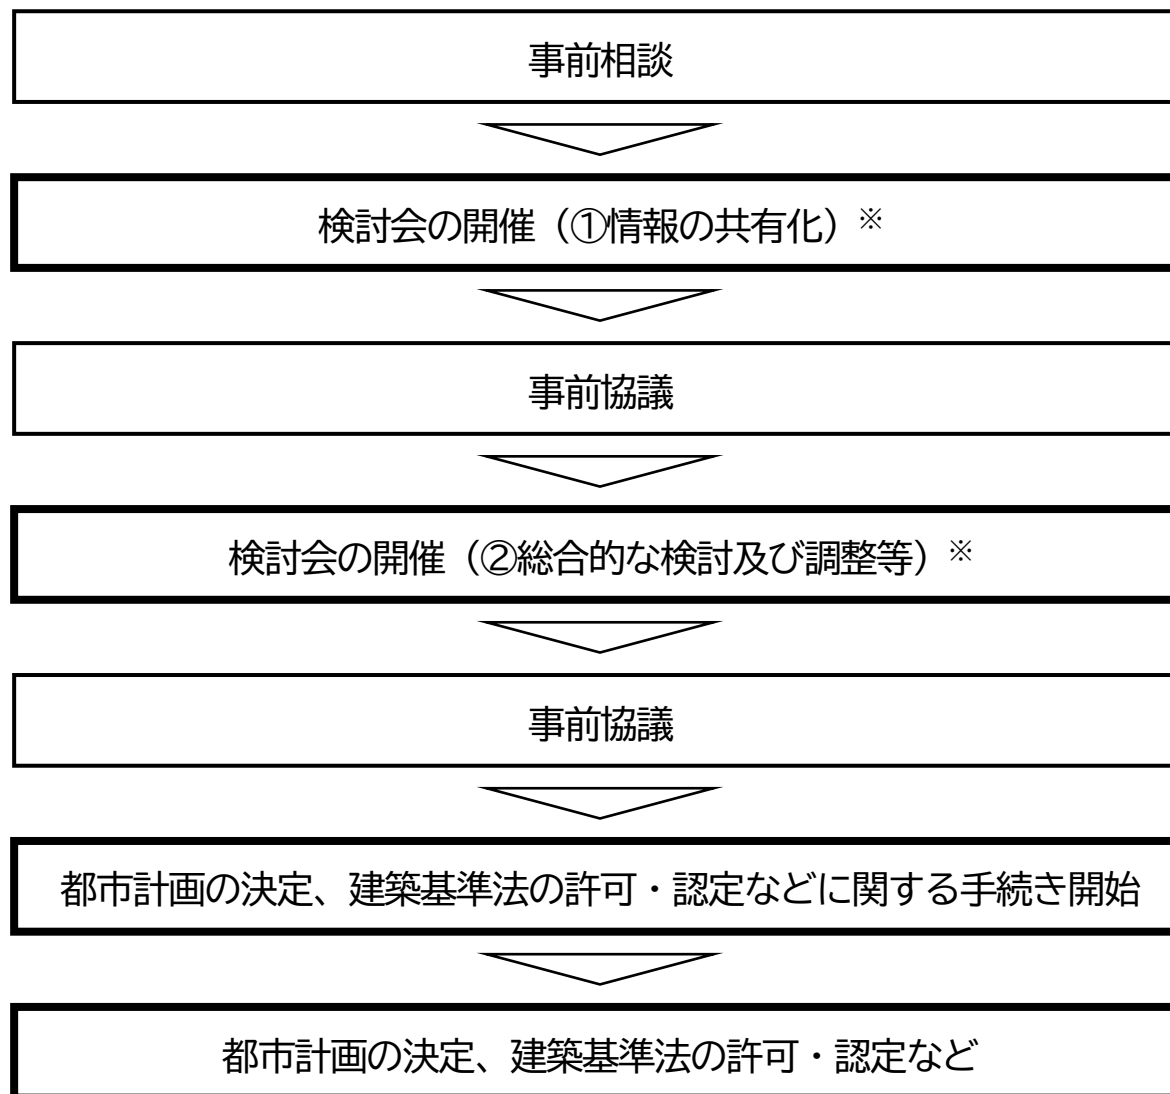 事前相談
検討会の開催（①情報の共有化）※
事前協議
検討会の開催（②総合的な検討及び調整等）※
事前協議
都市計画の決定、建築基準法の許可・認定などに関する手続き開始
都市計画の決定、建築基準法の許可・認定など